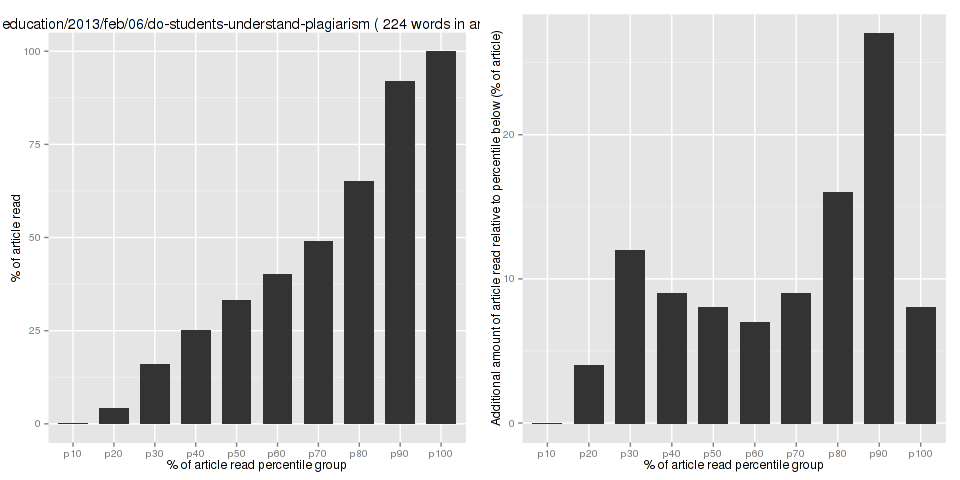 education/2013/feb/06/do-students-understand-plagiarism ( 224 words in ar
% of article read
100
75
50
25
0
p10 p20 p30 p40 p50 p60 p70 p80 p90 p100
% of article read percentile group
Additional amount of article read relative to percentile below (% of article)
20
10
0
p10 p20 p30 p40 p50 p60 p70 p80 p90 p100
% of article read percentile group